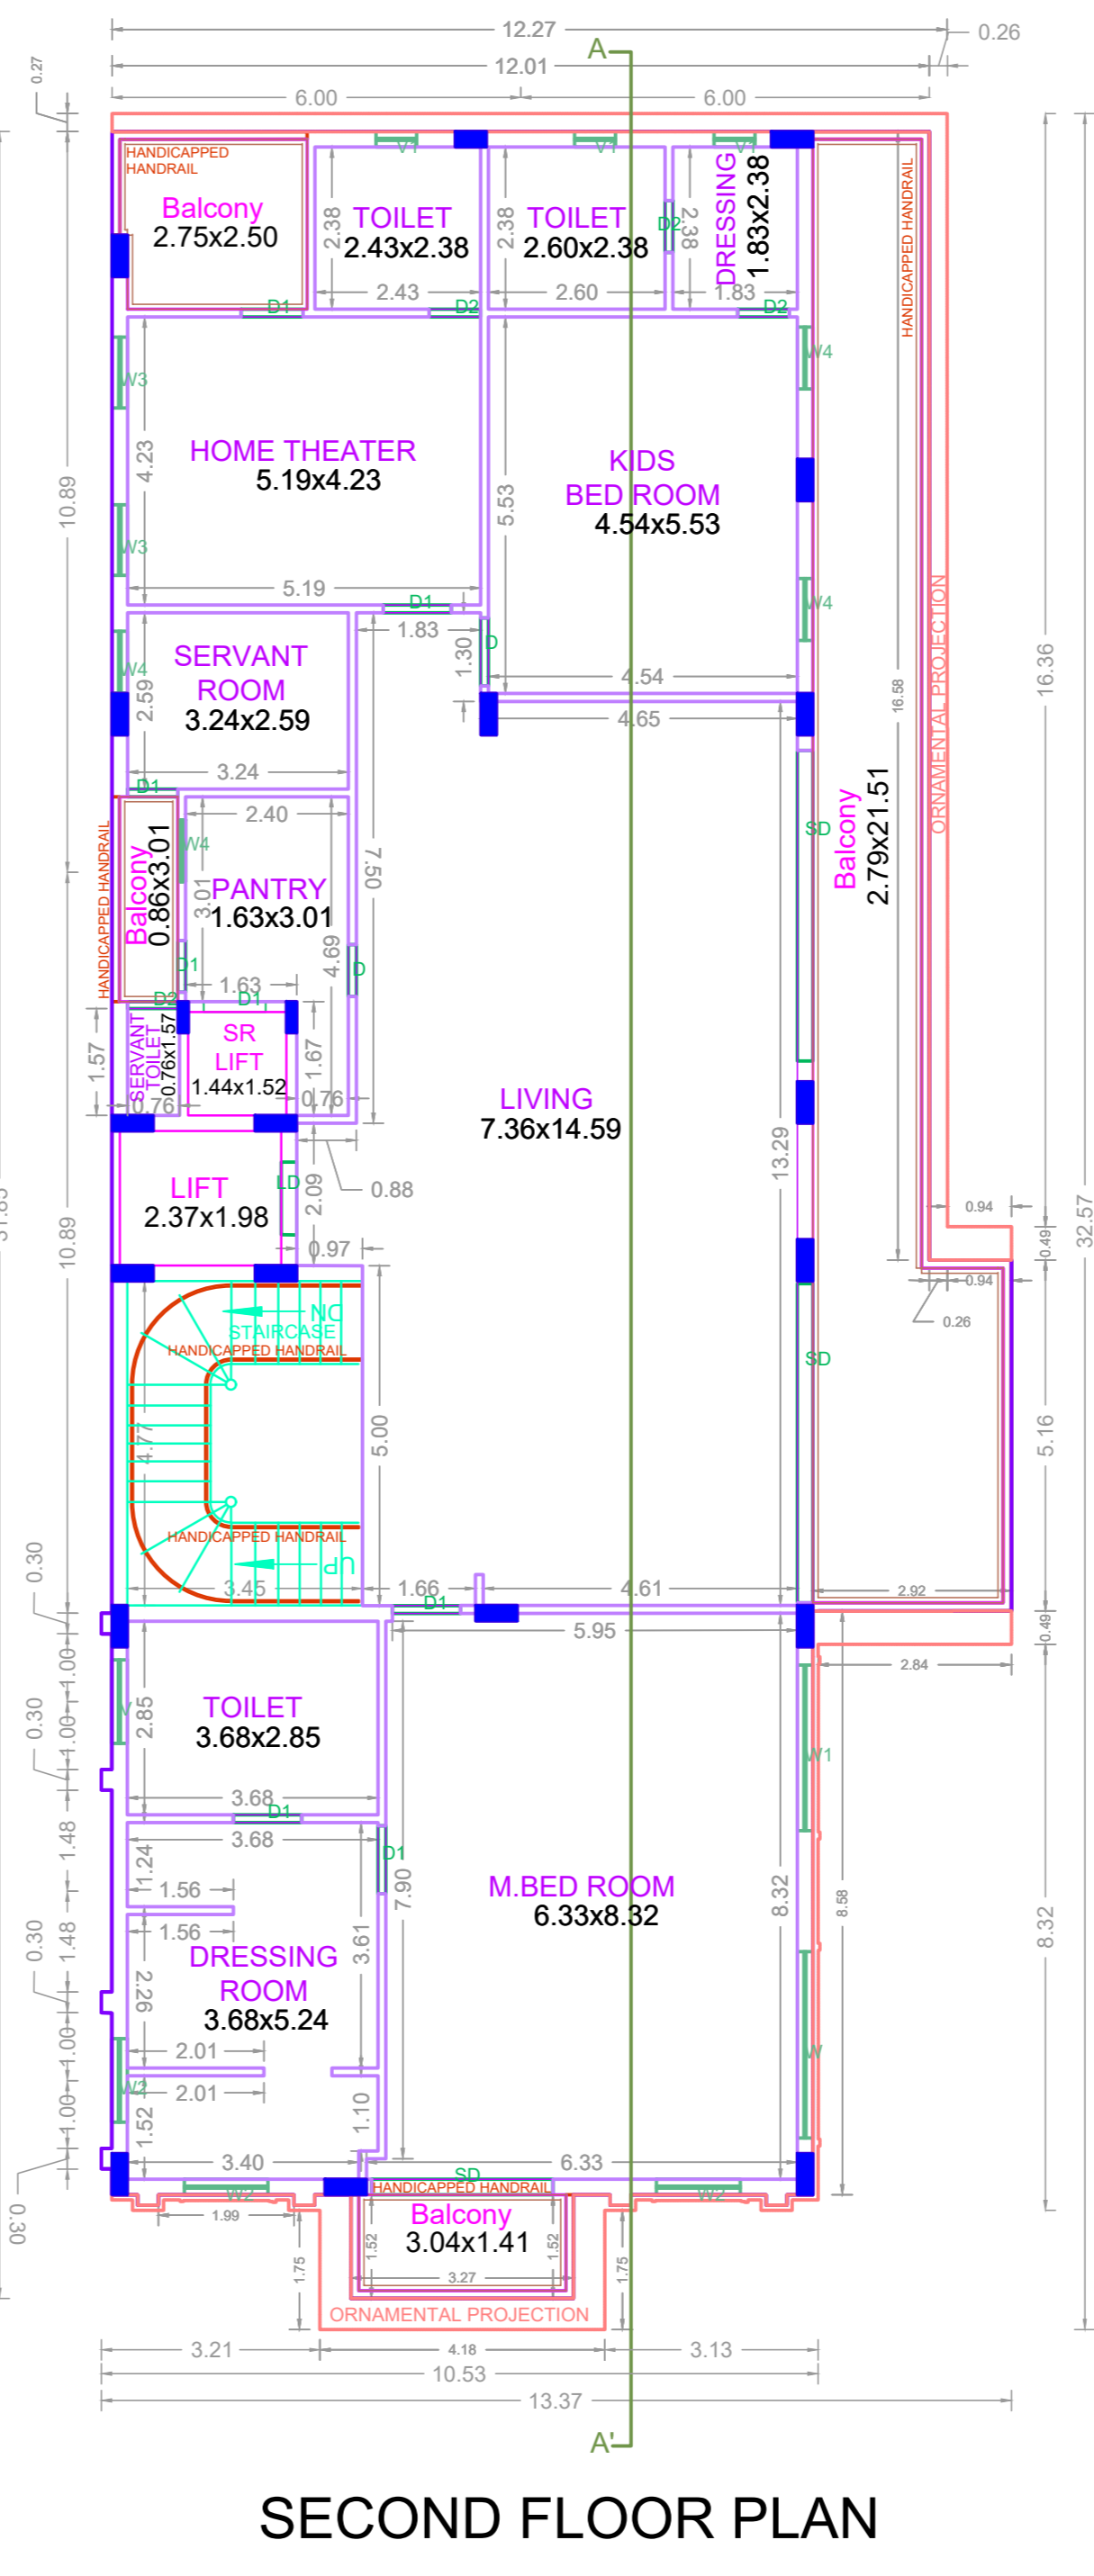 12.27
0.26
A
12.01
6.00
6.00
0.27
HANDICAPPED
HANDRAIL
Balcony
2.75x2.50
V1
V1
V1
2.38
TOILET
2.43x2.38
2.43
2.38
TOILET
2.60x2.38
2.60
D2
2.38
DRESSING
1.83x2.38
1.83
HANDICAPPED HANDRAIL
D1
D2
D2
W3
4.23
HOME THEATER
5.19x4.23
W3
5.19
D1
10.89
KIDS
BED ROOM
4.54x5.53
5.53
4.54
W4
W4
1.83
1.30
D
4.65
SERVANT
ROOM
3.24x2.59
W4
2.59
3.24
D1
16.58
ORNAMENTAL PROJECTION
16.36
Balcony
2.79x21.51
SD
2.40
HANDICAPPED HANDRAIL
Balcony
0.86x3.01
W4
3.01
PANTRY
1.63x3.01
D1
1.63
4.69
7.50
D
D2
D1
1.57
SERVANT
TOILET
0.76x1.57
0.76
SR
LIFT
1.44x1.52
1.67
0.76
LIVING
7.36x14.59
13.29
LIFT
2.37x1.98
LD
2.09
0.88
0.97
10.89
31.85
32.57
0.94
0.49
0.94
0.26
DN
STAIRCASE
HANDICAPPED HANDRAIL
4.77
5.00
SD
5.16
HANDICAPPED HANDRAIL
UP
3.45
1.66
4.61
D1
2.92
0.49
5.95
2.84
0.30
1.00
0.30
1.00
1.48
0.30
1.48
0.30
1.00
1.00
0.30
V
2.85
TOILET
3.68x2.85
3.68
D1
3.68
1.24
1.56
1.56
D1
7.90
W1
M.BED ROOM
6.33x8.32
8.32
8.58
8.32
DRESSING
ROOM
3.68x5.24
3.61
2.26
2.01
2.01
W2
1.52
1.10
W
3.40
6.33
SD
HANDICAPPED HANDRAIL
W2
W2
1.99
Balcony
3.04x1.41
1.52
1.52
3.27
1.75
1.75
ORNAMENTAL PROJECTION
3.21
4.18
3.13
10.53
13.37
A'
SECOND FLOOR PLAN